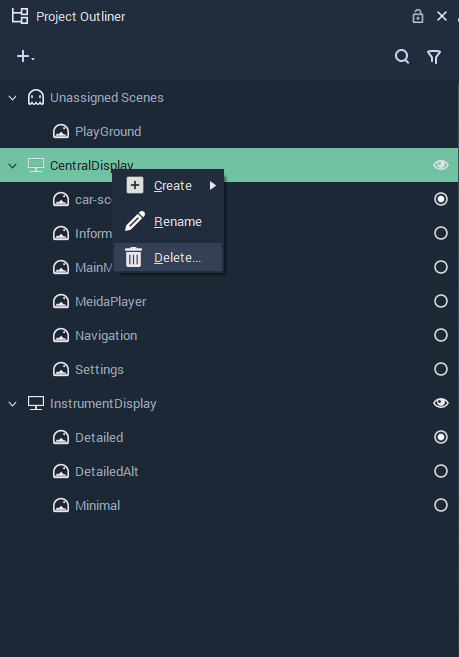 Project Outliner
Unassigned Scenes
PlayGround
CentralDisplay
car-sc
Create
Inform
Rename
MainM
Delete...
MeidaPlayer
Navigation
Settings
InstrumentDisplay
Detailed
DetailedAlt
Minimal